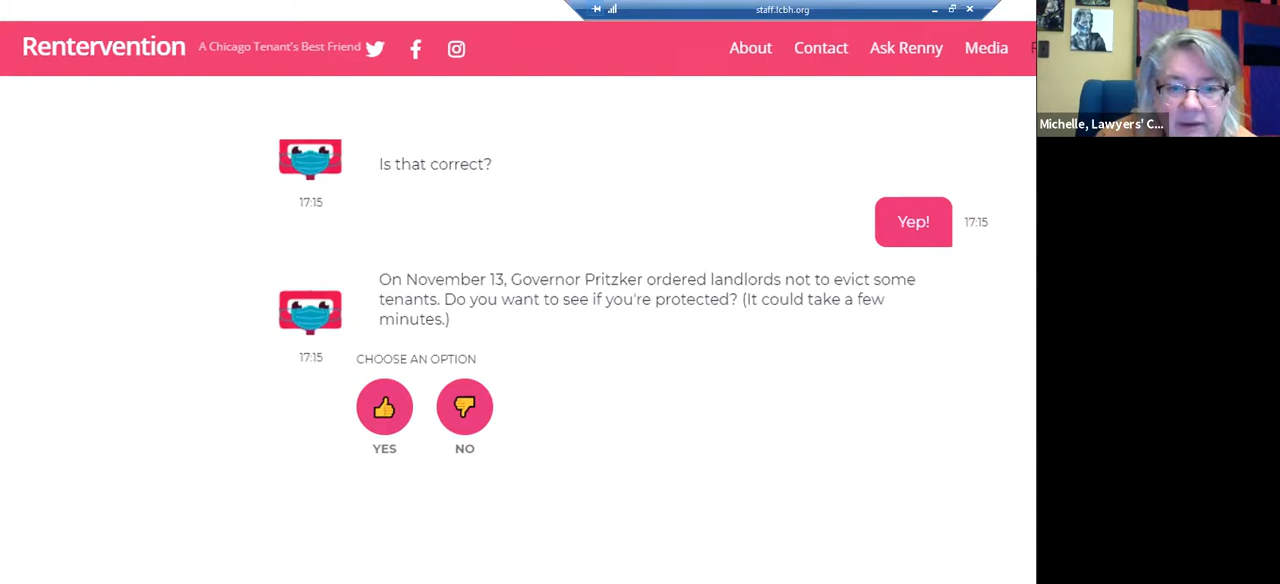 staff.lcbh.org
Rentervention
A Chicago Tenant's Best Friend
About
Contact
Ask Renny
Media
Michelle, Lawyers' C...
Is that correct?
17:15
Yep!
17:15
On November 13, Governor Pritzker ordered landlords not to evict some
tenants. Do you want to see if you're protected? (It could take a few
minutes.)
17:15
CHOOSE AN OPTION
YES
NO